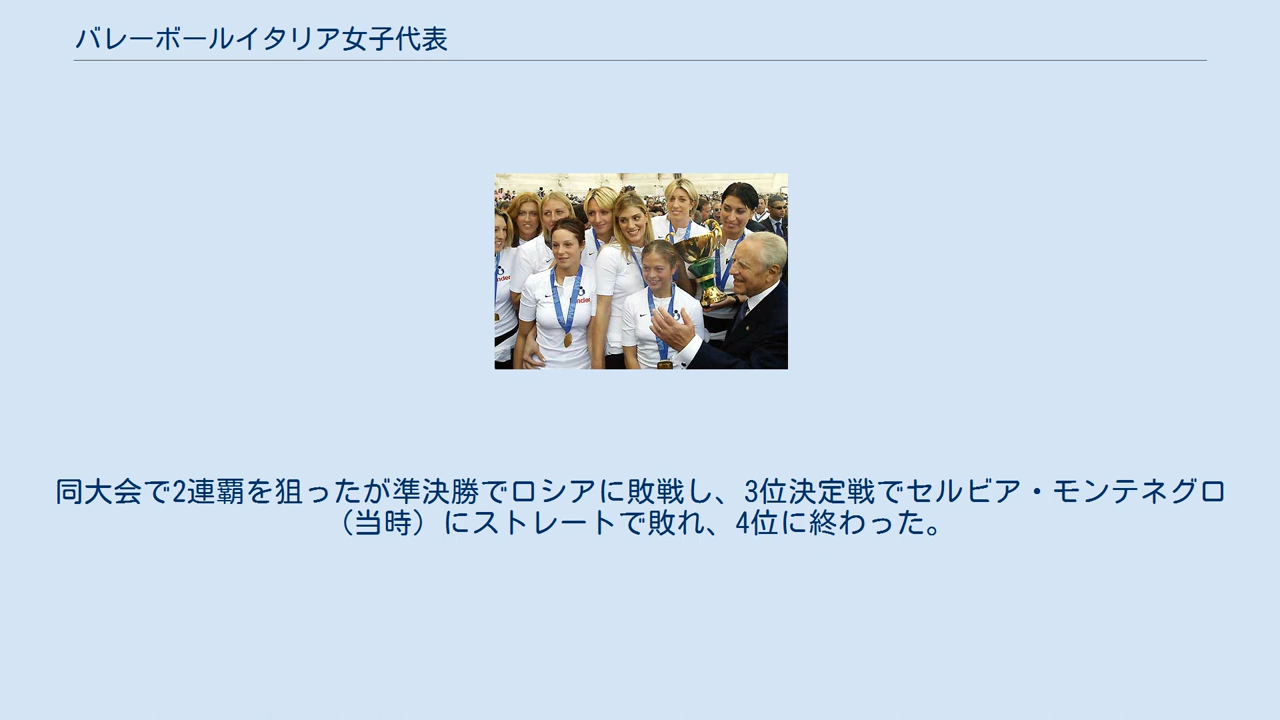 バレーボールイタリア女子代表
同大会で2連覇を狙ったが準決勝でロシアに敗戦し、3位決定戦でセルビア・モンテネグロ
（当時）にストレートで敗れ、4位に終わった。